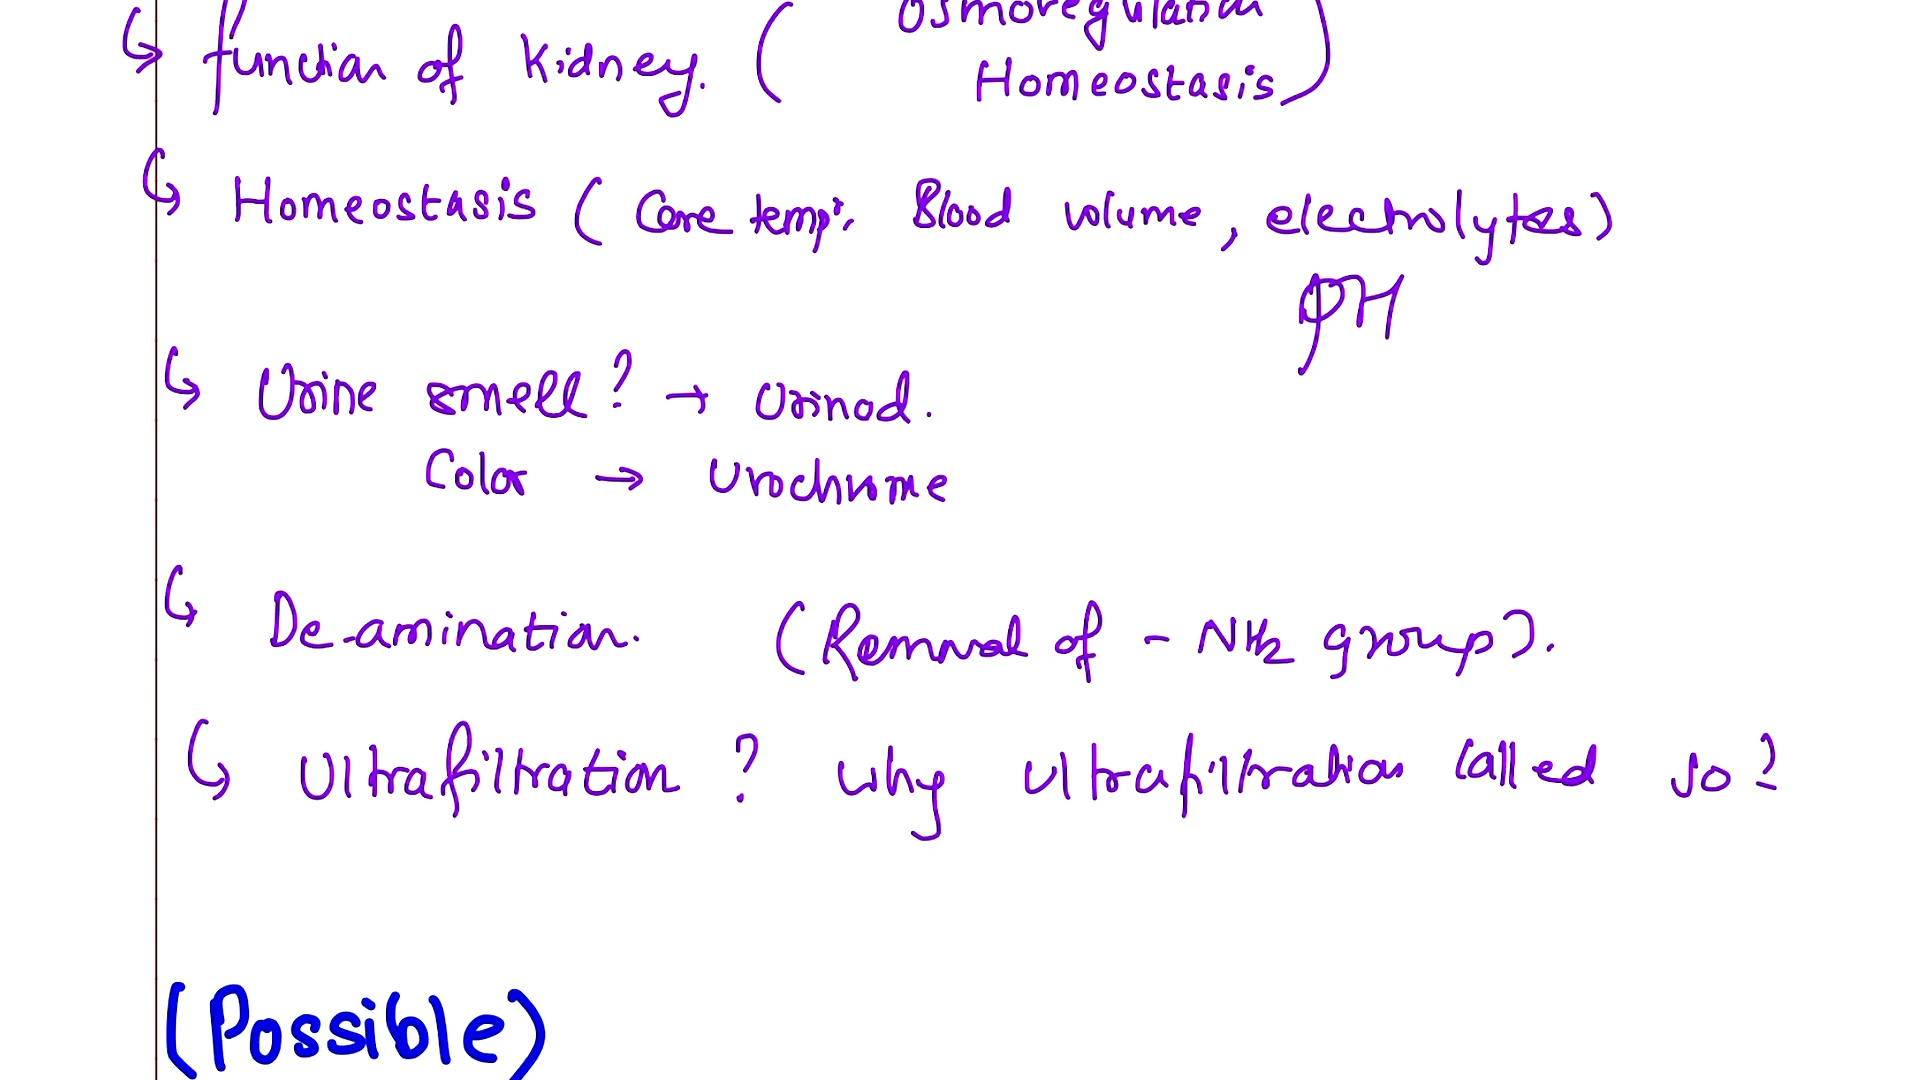 Osmoregulation
function of Kidney. (
Homeostasis)
Homeostasis ( Core temp. Blood volume, electrolytes)
pH
Urine smell? → Urinod.
Color → Urochrome
De-amination. (Removal of - NH2 group).
Ultrafiltration ? why ultrafiltration called so?
(Possible)